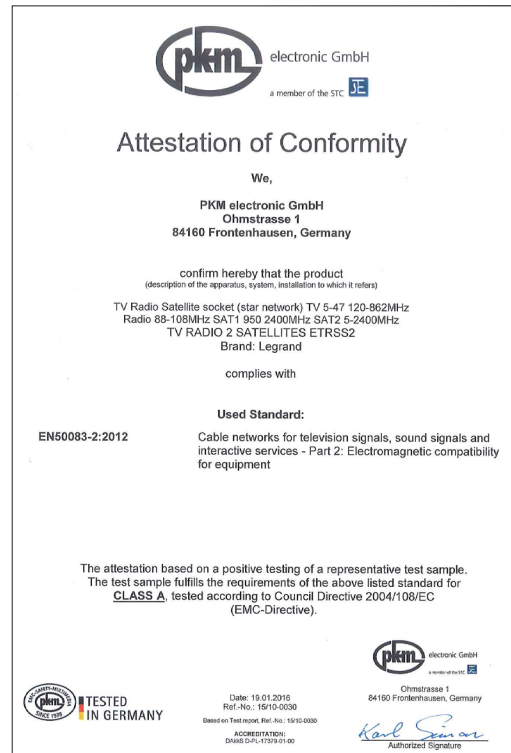 pkm electronic GmbH
a member of the STC
Attestation of Conformity
We,
PKM electronic GmbH
Ohmstrasse 1
84160 Frontenhausen, Germany
confirm hereby that the product
(description of the apparatus, system, installation to which it refers)
TV Radio Satellite socket (star network) TV 5-47 120-862MHz
Radio 88-108MHz SAT1 950 2400MHz SAT2 5-2400MHz
TV RADIO 2 SATELLITES ETRSS2
Brand: Legrand
complies with
Used Standard:
EN50083-2:2012 Cable networks for television signals, sound signals and
interactive services - Part 2: Electromagnetic compatibility
for equipment
The attestation based on a positive testing of a representative test sample.
The test sample fulfills the requirements of the above listed standard for
CLASS A, tested according to Council Directive 2004/108/EC
(EMC-Directive).
pkm electronic GmbH
a member of the STC
Ohmstrasse 1
84160 Frontenhausen, Germany
Authorized Signature
Date: 19.01.2016
Ref.-No.: 15/10-0030
Based on Test report, Ref.-No.: 15/10-0030
ACCREDITATION:
DAkkS D-PL-17379-01-00
EMC-SAFETY-MULTIMEDIA
pkm
SINCE 1970
TESTED
IN GERMANY